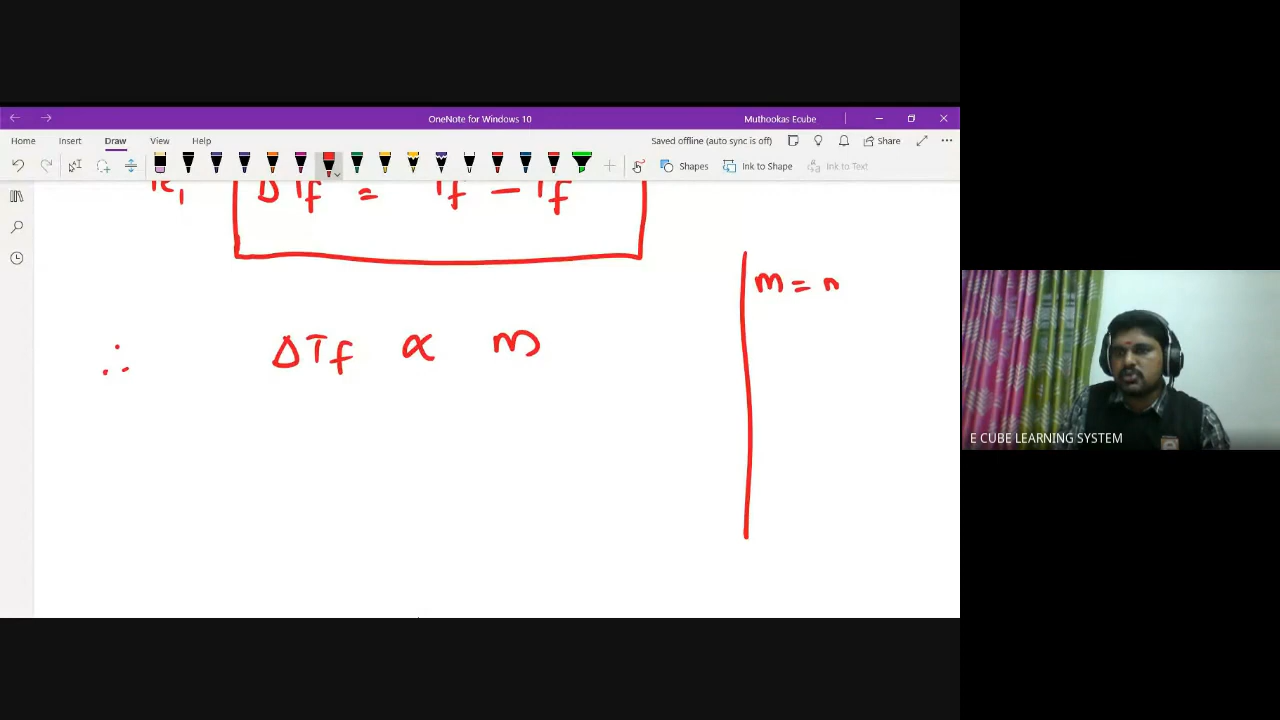 OneNote for Windows 10
Muthookas Ecube
Home Insert Draw View Help
Saved offline (auto sync is off)
Share
Shapes
Ink to Shape
Ink to Text
ΔTf = Tf − Tf
m = n
∴ ΔTf ∝ m
E CUBE LEARNING SYSTEM